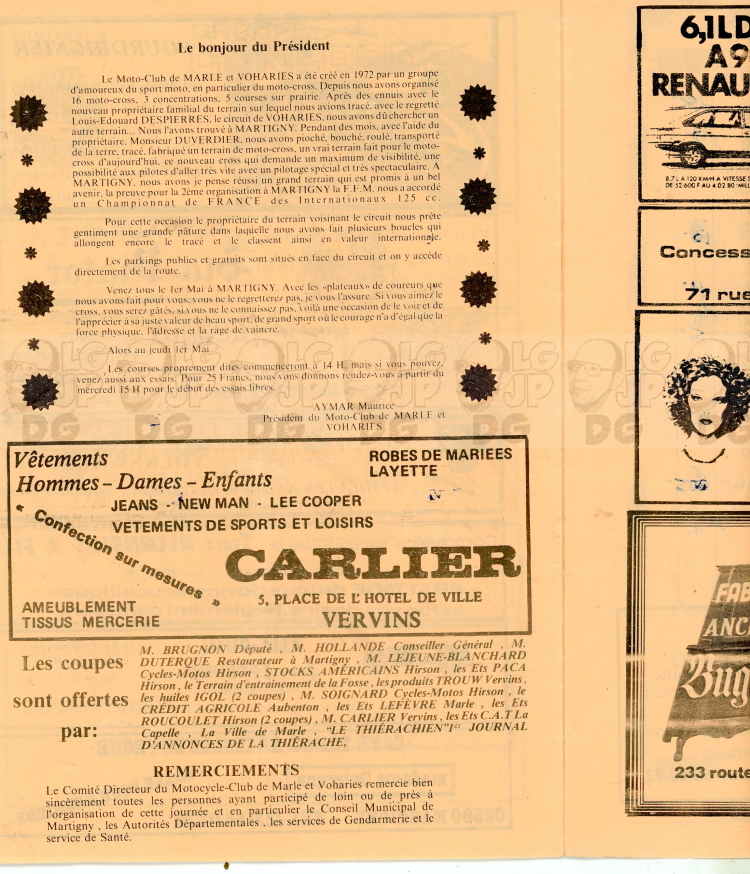 Le bonjour du Président
Le Moto-Club de MARLE et VOHARIES a été créé en 1972 par un groupe
d'amoureux du sport moto, en particulier du moto-cross. Depuis nous avons organisé
16 moto-cross, 3 concentrations, 5 courses sur prairie. Après des ennuis avec le
nouveau propriétaire familial du terrain sur lequel nous avions tracé, avec le regretté
Louis-Edouard DESPIERRES, le circuit de VOHARIES, nous avons dû chercher un
autre terrain... Nous l'avons trouvé à MARTIGNY. Pendant des mois, avec l'aide du
propriétaire, Monsieur DUVERDIER, nous avons pioché, bouché, roulé, transporté
de la terre, tracé, fabriqué un terrain de moto-cross, un vrai terrain fait pour le moto-
cross d'aujourd'hui, ce nouveau cross qui demande un maximum de visibilité, une
possibilité aux pilotes d'aller très vite avec un pilotage spécial et très spectaculaire. A
MARTIGNY, nous avons je pense réussi un grand terrain qui est promis à un bel
avenir, la preuve pour la 2ème organisation à MARTIGNY la F.F.M. nous a accordé
un Championnat de FRANCE des Internationaux 125 cc.
Pour cette occasion le propriétaire du terrain voisinant le circuit nous prête
gentiment une grande pâture dans laquelle nous avons fait plusieurs boucles qui
allongent encore le tracé et le classent ainsi en valeur internationale.
Les parkings publics et gratuits sont situés en face du circuit et on y accède
directement de la route.
Venez tous le 1er Mai à MARTIGNY. Avec les «plateaux» de coureurs que
nous avons fait pour vous, vous ne le regretterez pas, je vous l'assure. Si vous aimez le
cross, vous serez gâtés, si vous ne le connaissez pas, voilà une occasion de le voir et de
l'apprécier à sa juste valeur de beau sport, de grand sport où le courage n'a d'égal que la
force physique, l'adresse et la rage de vaincre.
Alors au jeudi 1er Mai.
Les courses proprement dites commenceront à 14 H, mais si vous pouvez,
venez aussi aux essais. Pour 25 Francs, nous vous donnons rendez-vous à partir du
mercredi 15 H pour le début des essais libres.
AYMAR Maurice
Président du Moto-Club de MARLE et
VOHARIES
Vêtements
Hommes - Dames - Enfants
ROBES DE MARIEES
LAYETTE
JEANS - NEW MAN - LEE COOPER
VETEMENTS DE SPORTS ET LOISIRS
« Confection sur mesures »
CARLIER
5, PLACE DE L'HOTEL DE VILLE
VERVINS
AMEUBLEMENT
TISSUS MERCERIE
Les coupes
sont offertes
par:
M. BRUGNON Député , M. HOLLANDE Conseiller Général , M.
DUTERQUE Restaurateur à Martigny , M. LEJEUNE-BLANCHARD
Cycles-Motos Hirson , STOCKS AMÉRICAINS Hirson , les Ets PACA
Hirson , le Terrain d'entrainement de la Fosse , les produits TROUW Vervins ,
les huiles IGOL (2 coupes) , M. SOIGNARD Cycles-Motos Hirson , le
CRÉDIT AGRICOLE Aubenton , les Ets LEFÈVRE Marle , les Ets
ROUCOULET Hirson (2 coupes) , M. CARLIER Vervins , les Ets C.A.T La
Capelle , La Ville de Marle , "LE THIÉRACHIEN" 1er JOURNAL
D'ANNONCES DE LA THIÉRACHE,
REMERCIEMENTS
Le Comité Directeur du Motocycle-Club de Marle et Voharies remercie bien
sincèrement toutes les personnes ayant participé de loin ou de près à
l'organisation de cette journée et en particulier le Conseil Municipal de
Martigny , les Autorités Départementales , les services de Gendarmerie et le
service de Santé.
6,1L D
A 9
RENAU
8,7 L A 120 KM/H A VITESSE S
DE 52 600 F AU 4.02.80
Concess
71 rue
FAB
ANC
Bug
233 route
LG
JP
DG